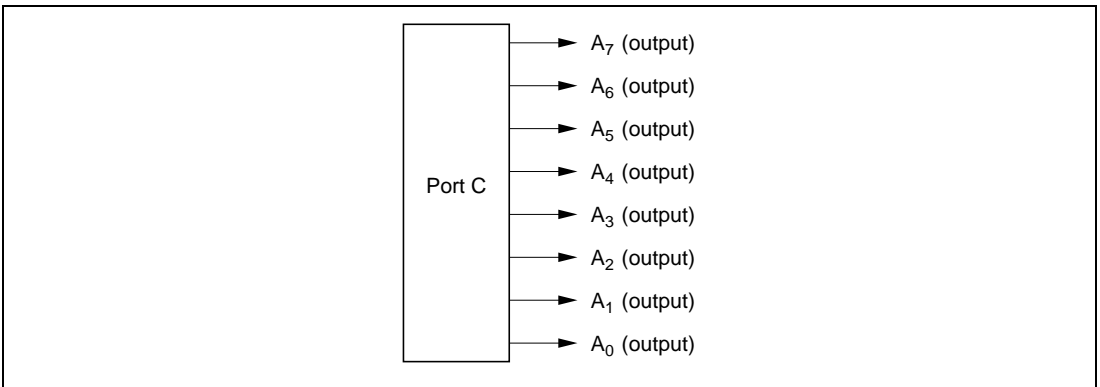 A7 (output)
A6 (output)
A5 (output)
A4 (output)
Port C
A3 (output)
A2 (output)
A1 (output)
A0 (output)